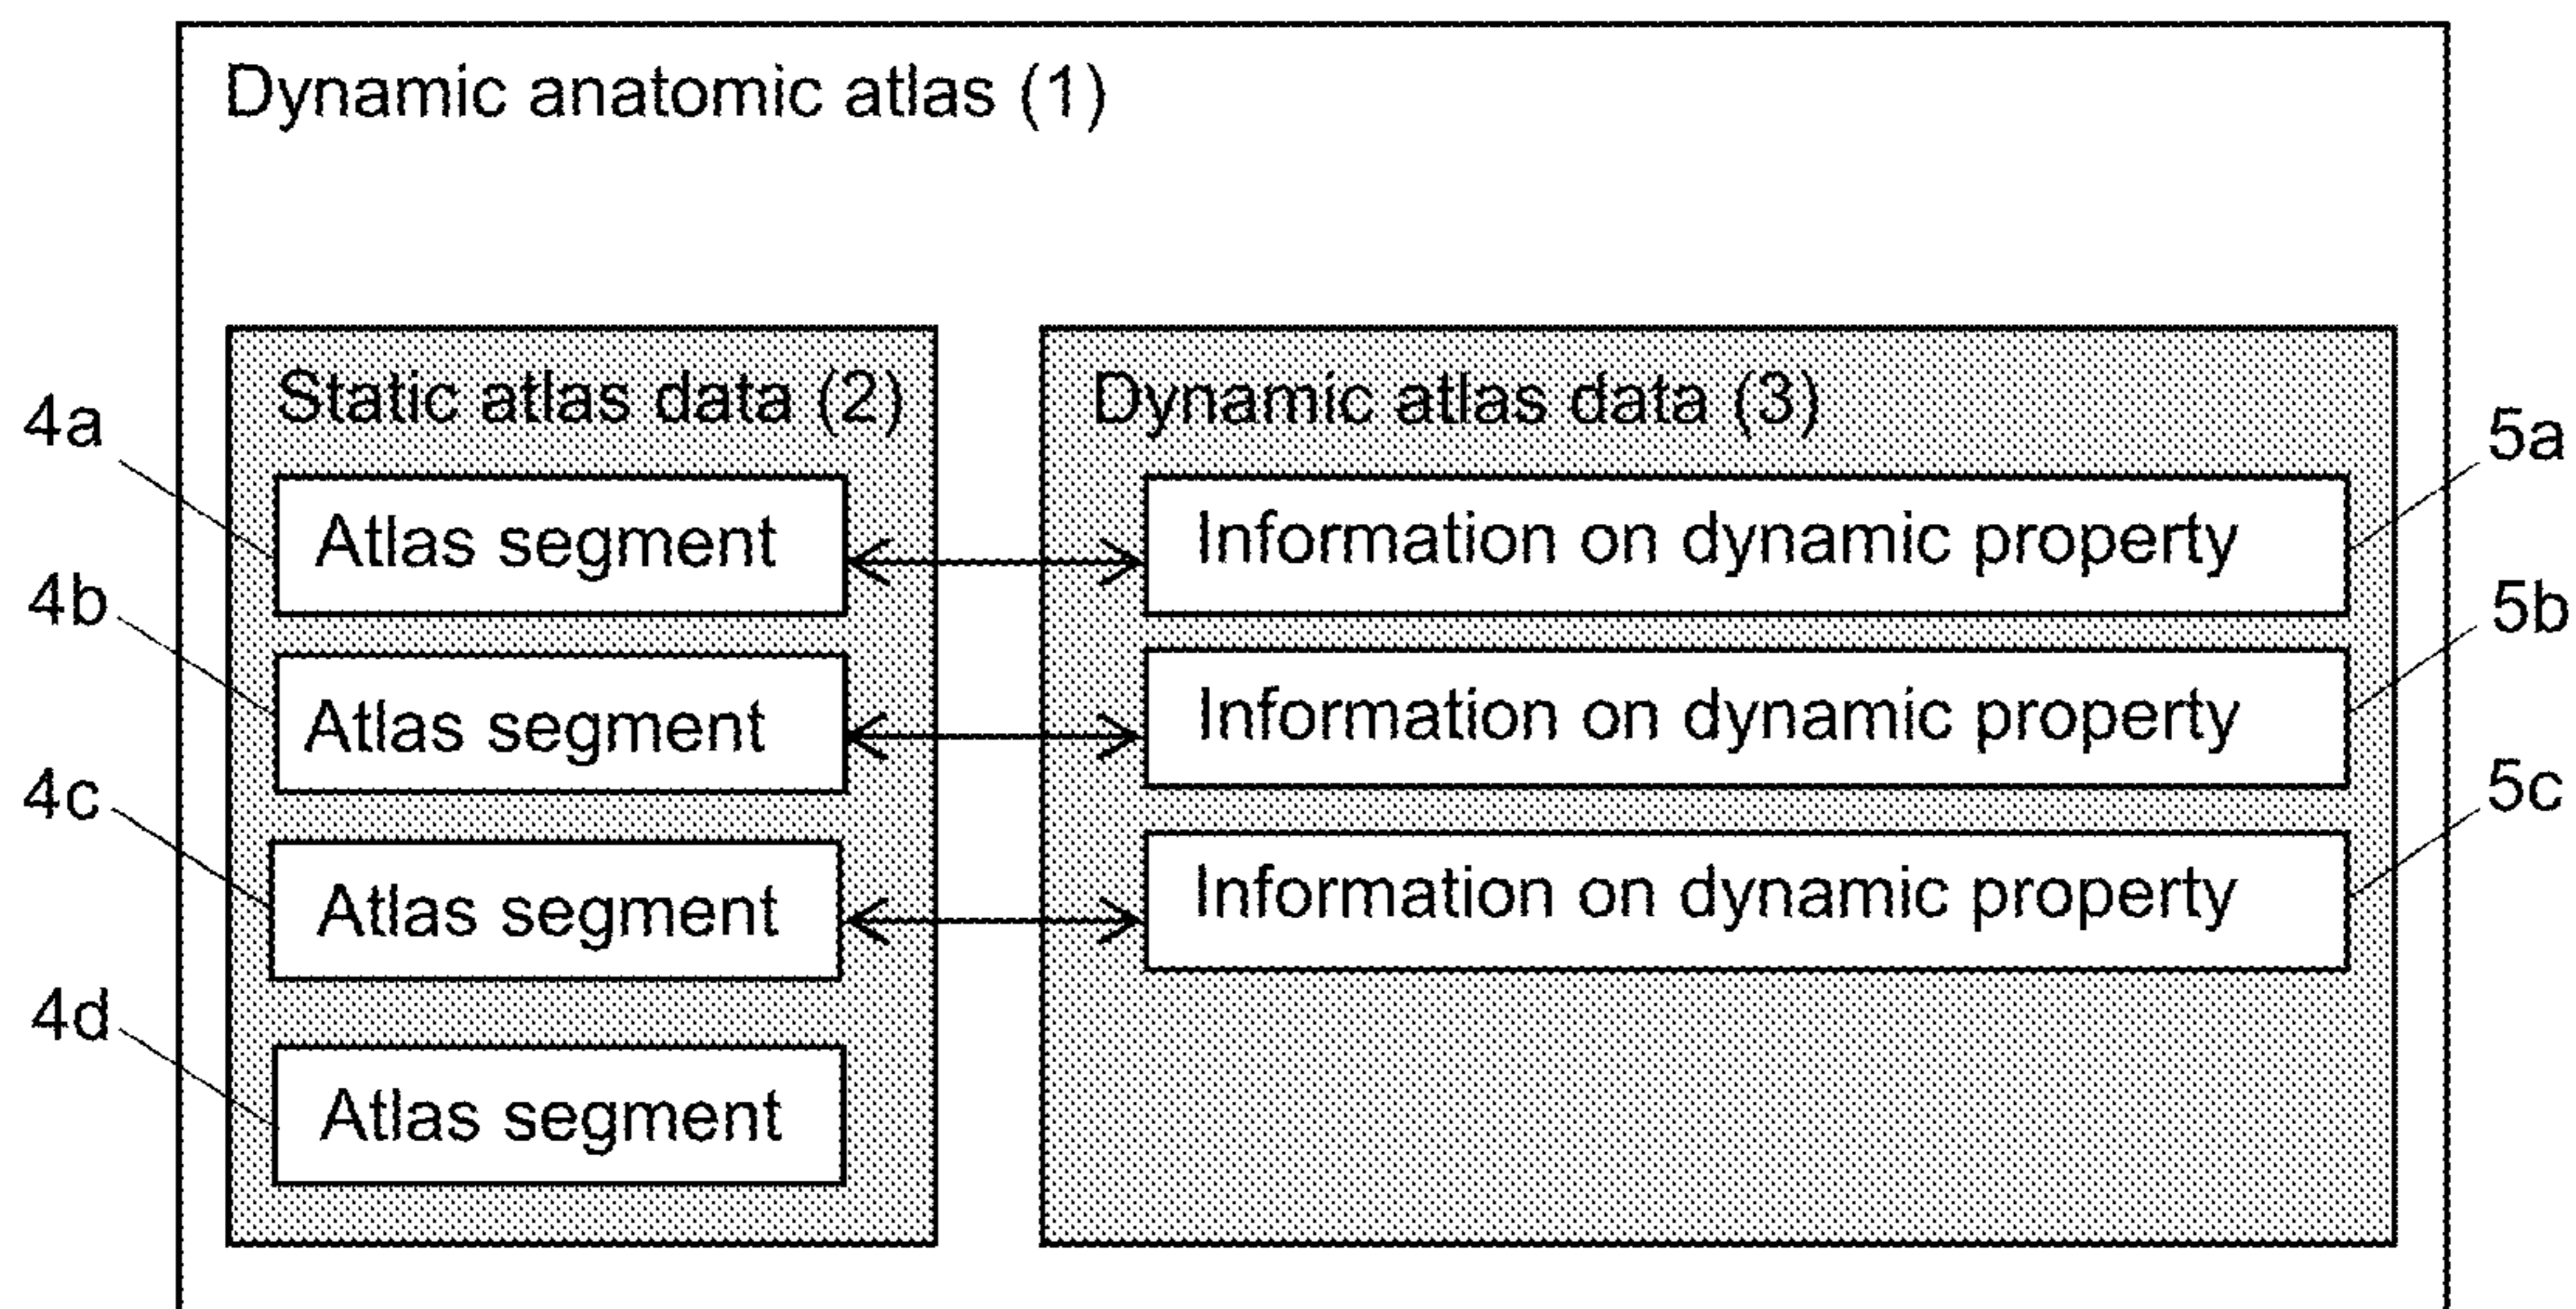 Dynamic anatomic atlas (1)
Static atlas data (2)
Dynamic atlas data (3)
4a
Atlas segment
Information on dynamic property
5a
4b
Atlas segment
Information on dynamic property
5b
4c
Atlas segment
Information on dynamic property
5c
4d
Atlas segment